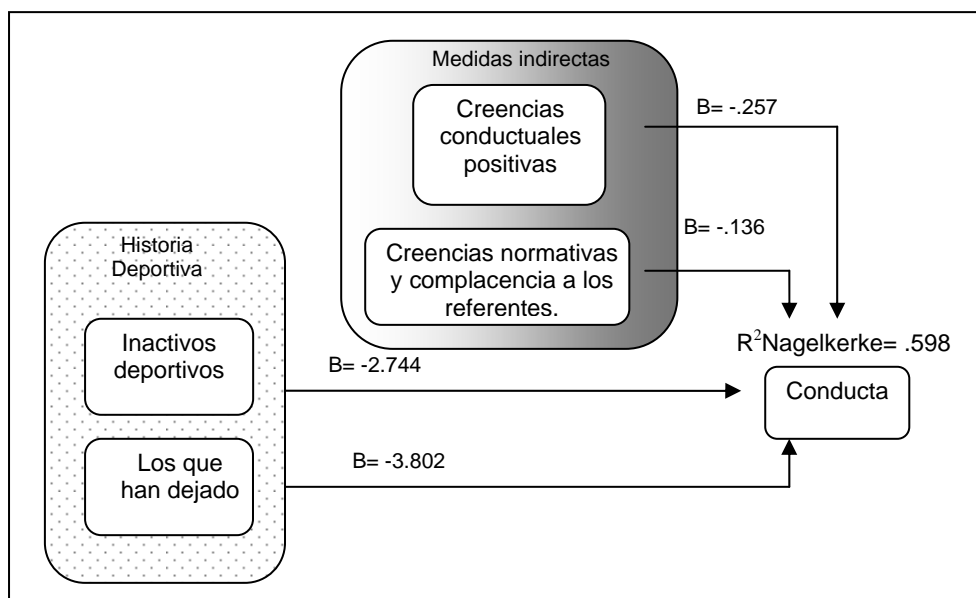 Medidas indirectas
Creencias
conductuales
positivas
B= -.257
Creencias normativas
y complacencia a los
referentes.
B= -.136
Historia
Deportiva
Inactivos
deportivos
B= -2.744
Los que
han dejado
B= -3.802
R²Nagelkerke= .598
Conducta